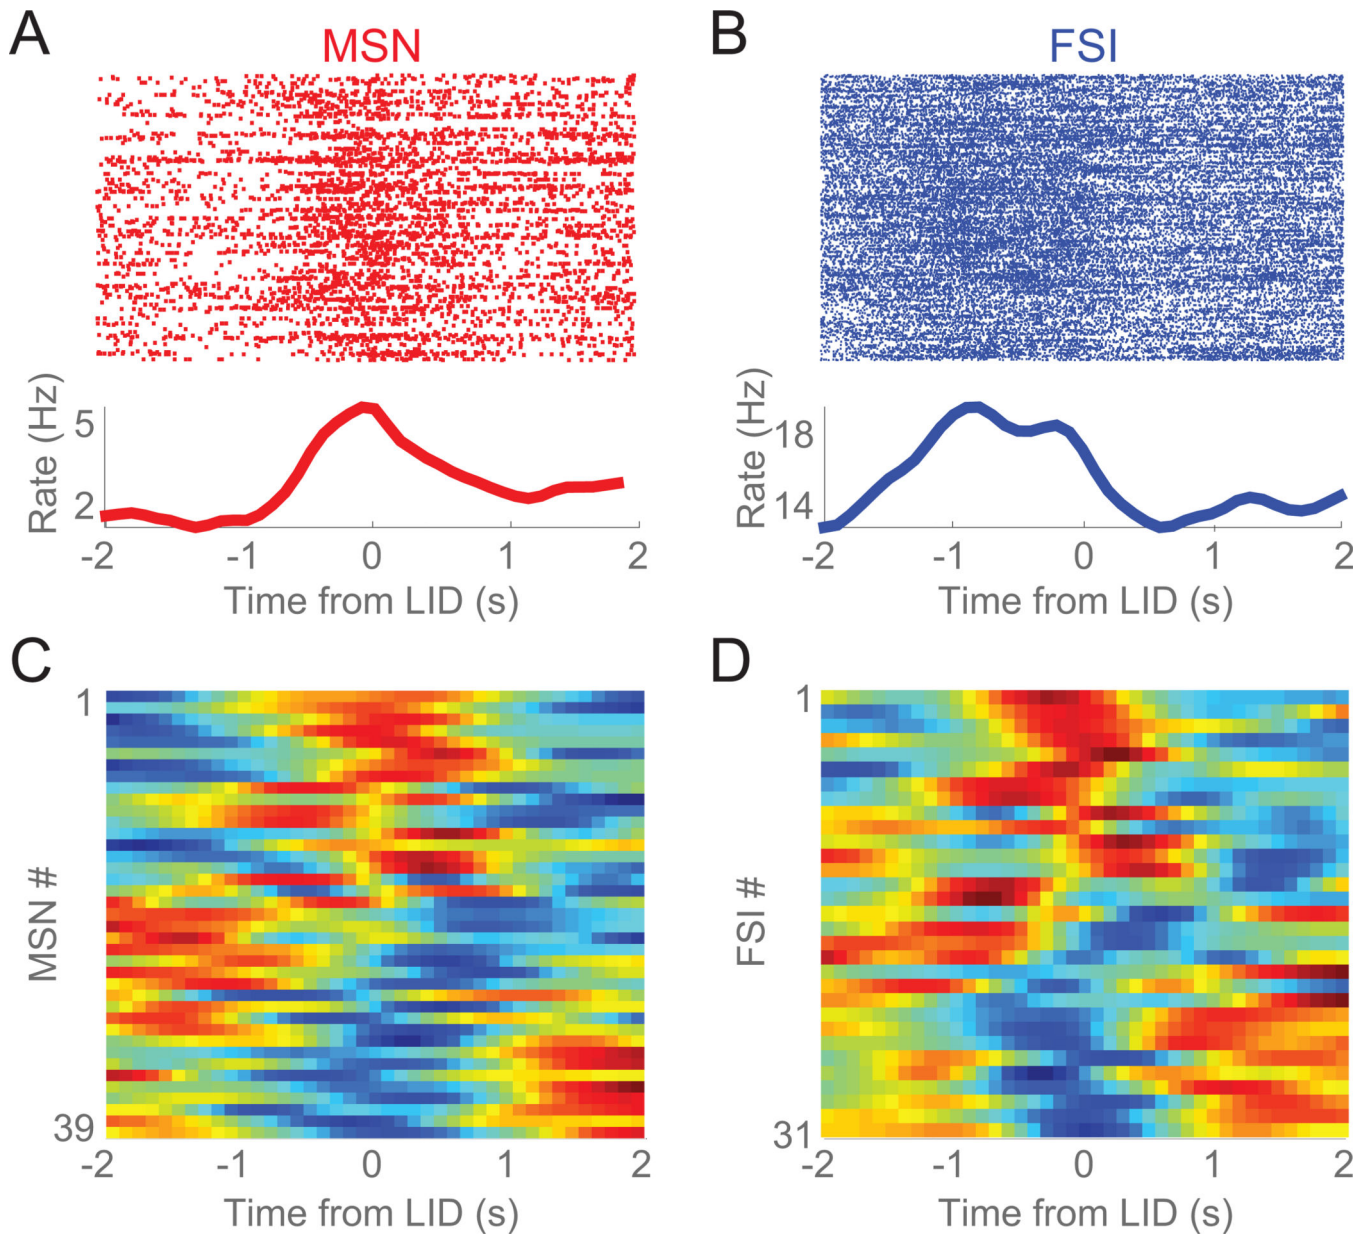 A
MSN
Rate (Hz)
5
2
-2 -1 0 1 2
Time from LID (s)
B
FSI
Rate (Hz)
18
14
-2 -1 0 1 2
Time from LID (s)
C
MSN #
1
39
-2 -1 0 1 2
Time from LID (s)
D
FSI #
1
31
-2 -1 0 1 2
Time from LID (s)